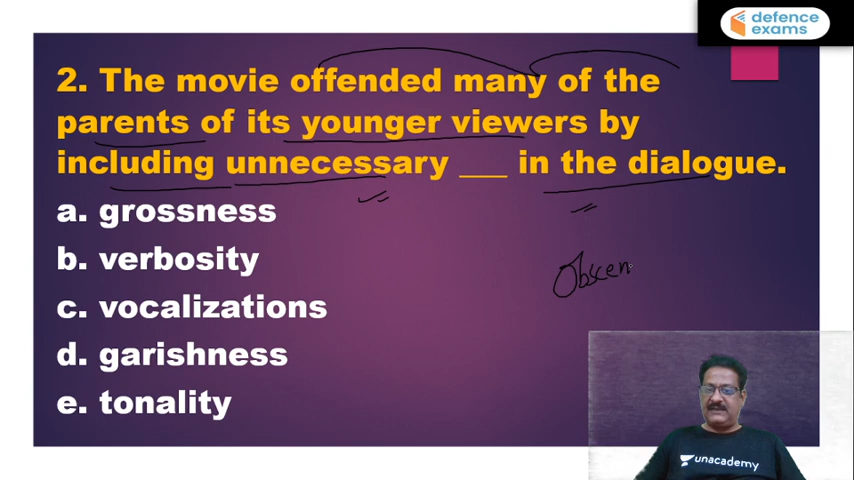 defence
exams
2. The movie offended many of the
parents of its younger viewers by
including unnecessary ___ in the dialogue.
a. grossness
b. verbosity
Obscen
c. vocalizations
d. garishness
e. tonality
unacademy